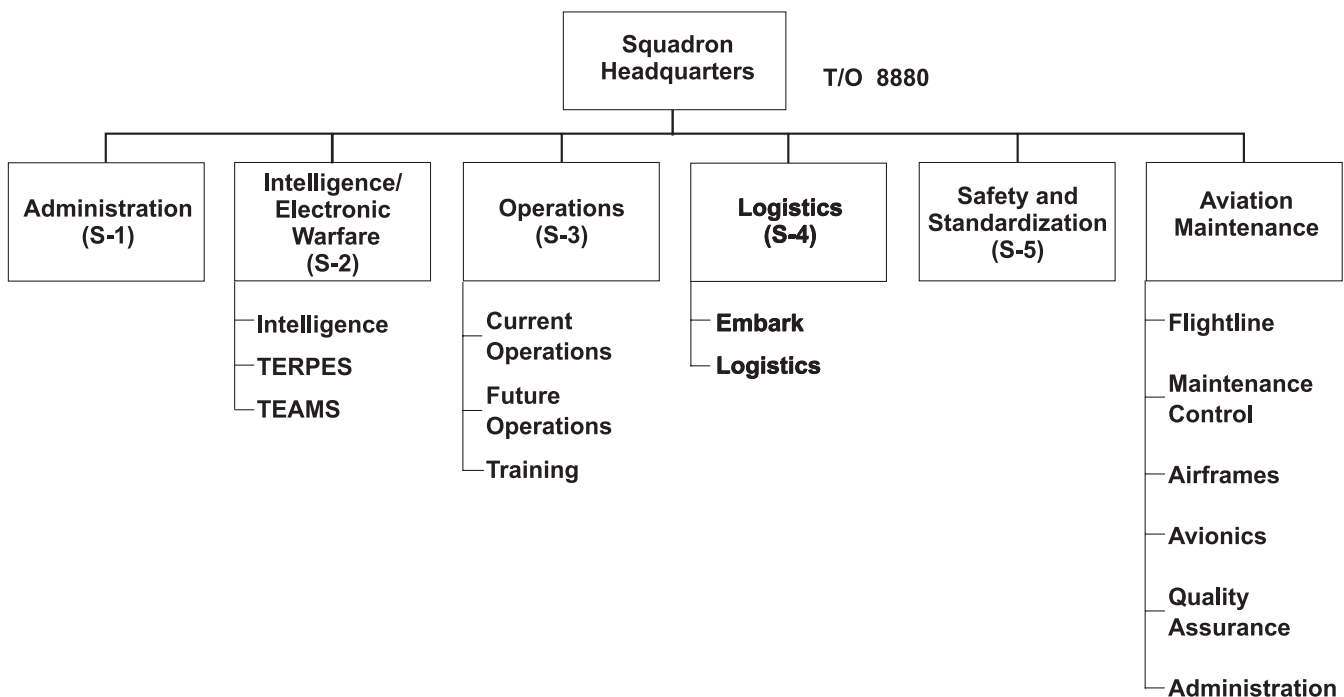 Squadron
Headquarters
T/O 8880
Administration
(S-1)
Intelligence/
Electronic
Warfare
(S-2)
Operations
(S-3)
Logistics
(S-4)
Safety and
Standardization
(S-5)
Aviation
Maintenance
Intelligence
TERPES
TEAMS
Current
Operations
Future
Operations
Training
Embark
Logistics
Flightline
Maintenance
Control
Airframes
Avionics
Quality
Assurance
Administration